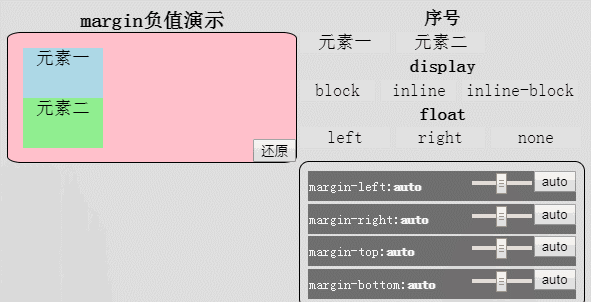 margin负值演示
元素一
元素二
还原
序号
元素一 元素二
display
block inline inline-block
float
left right none
margin-left:auto auto
margin-right:auto auto
margin-top:auto auto
margin-bottom:auto auto